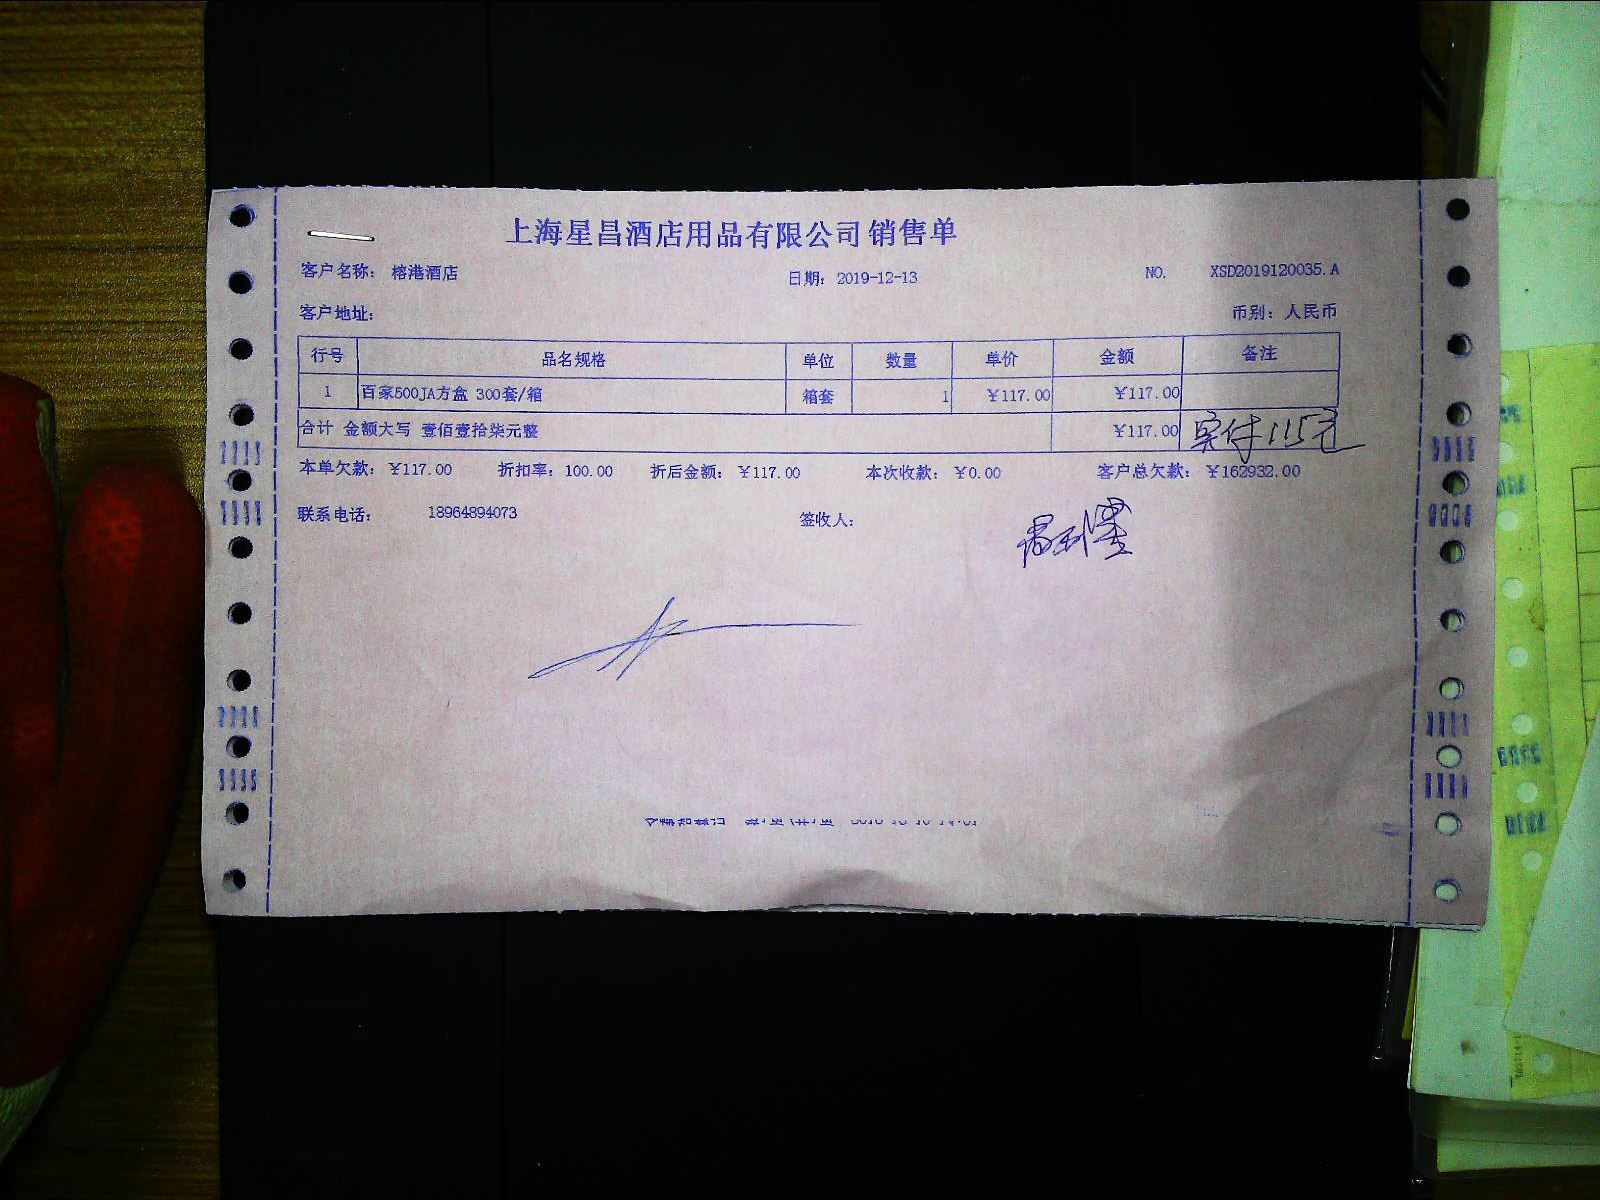 上海星昌酒店用品有限公司 销售单
客户名称: 榕港酒店 日期: 2019-12-13 NO. XSD2019120035.A
客户地址: 币别: 人民币
行号 品名规格 单位 数量 单价 金额 备注
1 百家500JA方盒 300套/箱 箱套 1 ¥117.00 ¥117.00
合计 金额大写 壹佰壹拾柒元整 ¥117.00 实付115元
本单欠款: ¥117.00 折扣率: 100.00 折后金额: ¥117.00 本次收款: ¥0.00 客户总欠款: ¥162932.00
联系电话: 18964894073 签收人: